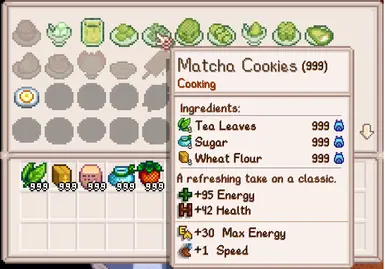 Matcha Cookies (999)
Cooking
Ingredients:
Tea Leaves 999
Sugar 999
Wheat Flour 999
A refreshing take on a classic.
+95 Energy
+42 Health
+30 Max Energy
+1 Speed
999 999 999 999 999